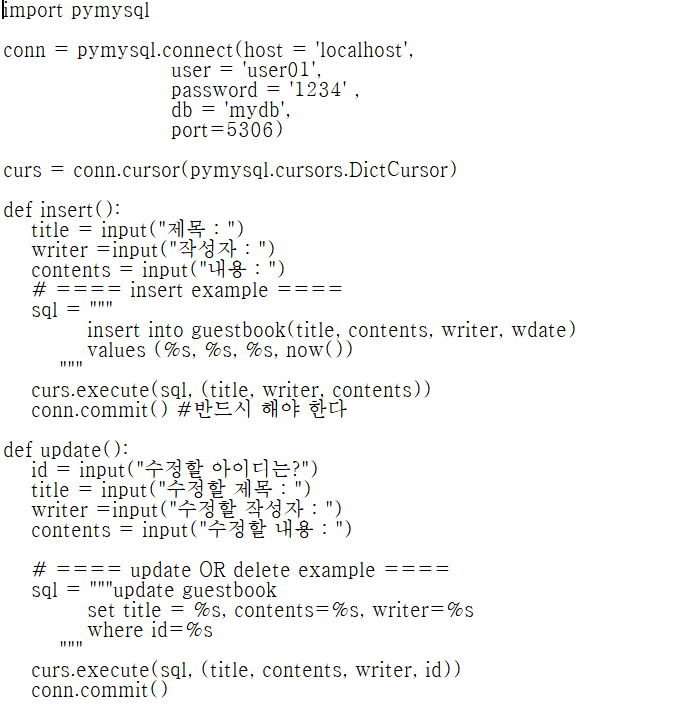 import pymysql
conn = pymysql.connect(host = 'localhost',
user = 'user01',
password = '1234' ,
db = 'mydb',
port=5306)
curs = conn.cursor(pymysql.cursors.DictCursor)
def insert():
title = input("제목 : ")
writer =input("작성자 : ")
contents = input("내용 : ")
# ==== insert example ====
sql = """
insert into guestbook(title, contents, writer, wdate)
values (%s, %s, %s, now())
"""
curs.execute(sql, (title, writer, contents))
conn.commit() #반드시 해야 한다
def update():
id = input("수정할 아이디는?")
title = input("수정할 제목 : ")
writer =input("수정할 작성자 : ")
contents = input("수정할 내용 : ")
# ==== update OR delete example ====
sql = """update guestbook
set title = %s, contents=%s, writer=%s
where id=%s
"""
curs.execute(sql, (title, contents, writer, id))
conn.commit()